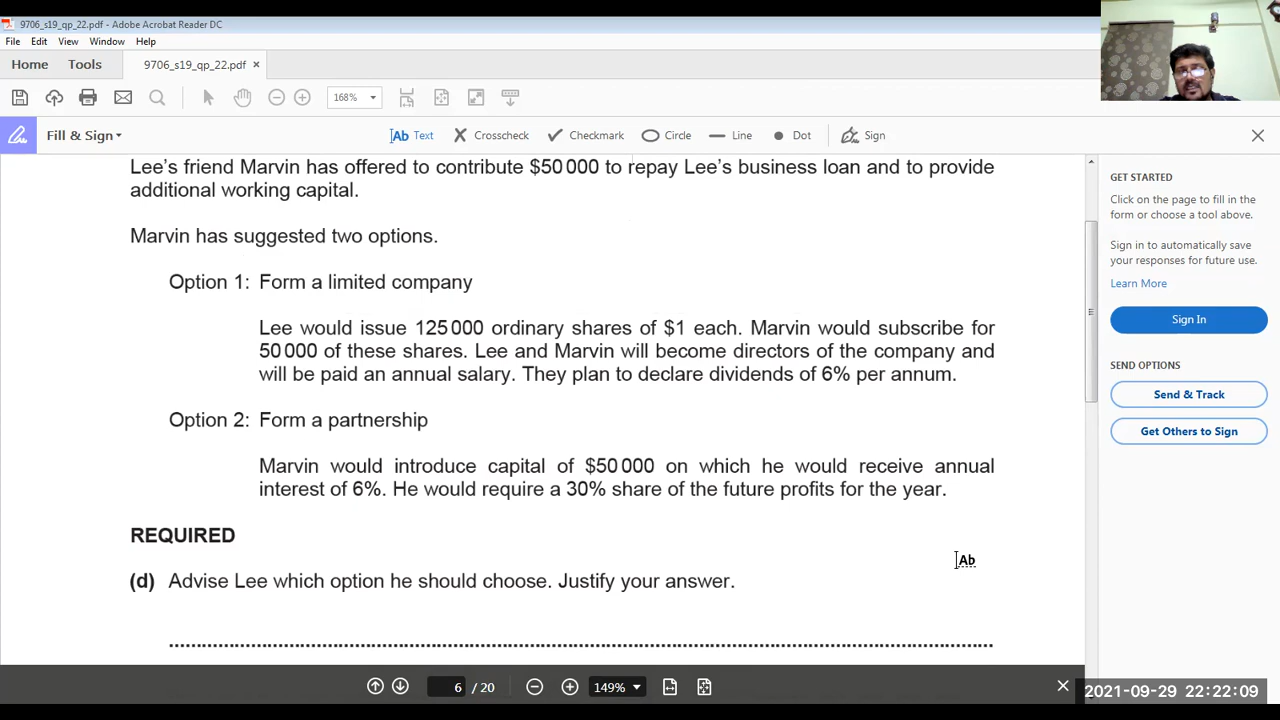 9706_s19_qp_22.pdf - Adobe Acrobat Reader DC
File Edit View Window Help
Home Tools 9706_s19_qp_22.pdf ×
168%
Fill & Sign
Ab Text Crosscheck Checkmark Circle Line Dot Sign
Lee's friend Marvin has offered to contribute $50 000 to repay Lee's business loan and to provide
additional working capital.
Marvin has suggested two options.
Option 1: Form a limited company
Lee would issue 125 000 ordinary shares of $1 each. Marvin would subscribe for
50 000 of these shares. Lee and Marvin will become directors of the company and
will be paid an annual salary. They plan to declare dividends of 6% per annum.
Option 2: Form a partnership
Marvin would introduce capital of $50 000 on which he would receive annual
interest of 6%. He would require a 30% share of the future profits for the year.
REQUIRED
Ab
(d) Advise Lee which option he should choose. Justify your answer.
GET STARTED
Click on the page to fill in the
form or choose a tool above.
Sign in to automatically save
your responses for future use.
Learn More
Sign In
SEND OPTIONS
Send & Track
Get Others to Sign
6 / 20 149%
2021-09-29 22:22:09